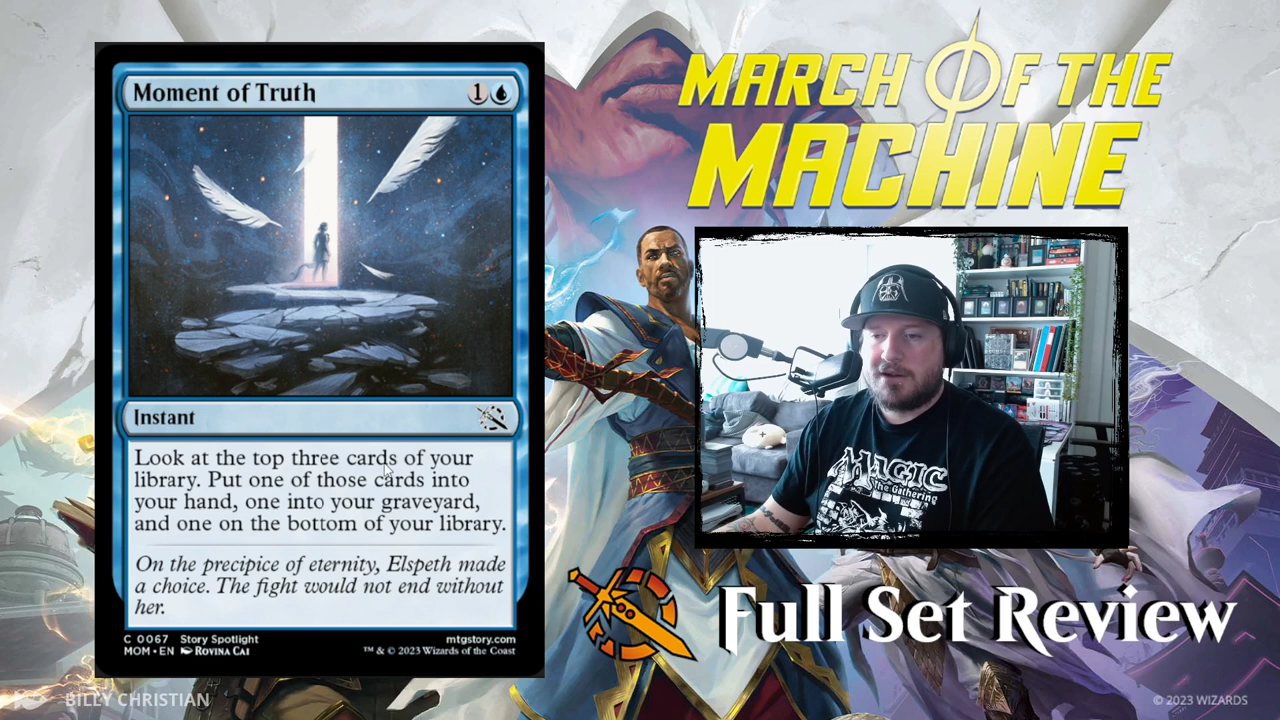 Moment of Truth 1
Instant
Look at the top three cards of your
library. Put one of those cards into
your hand, one into your graveyard,
and one on the bottom of your library.
On the precipice of eternity, Elspeth made
a choice. The fight would not end without
her.
C 0067 Story Spotlight mtgstory.com
MOM • EN ROVINA CAI ™ & © 2023 Wizards of the Coast
MARCH OF THE
MACHINE
MAGIC
the Gathering
Full Set Review
BILLY CHRISTIAN
© 2023 WIZARDS